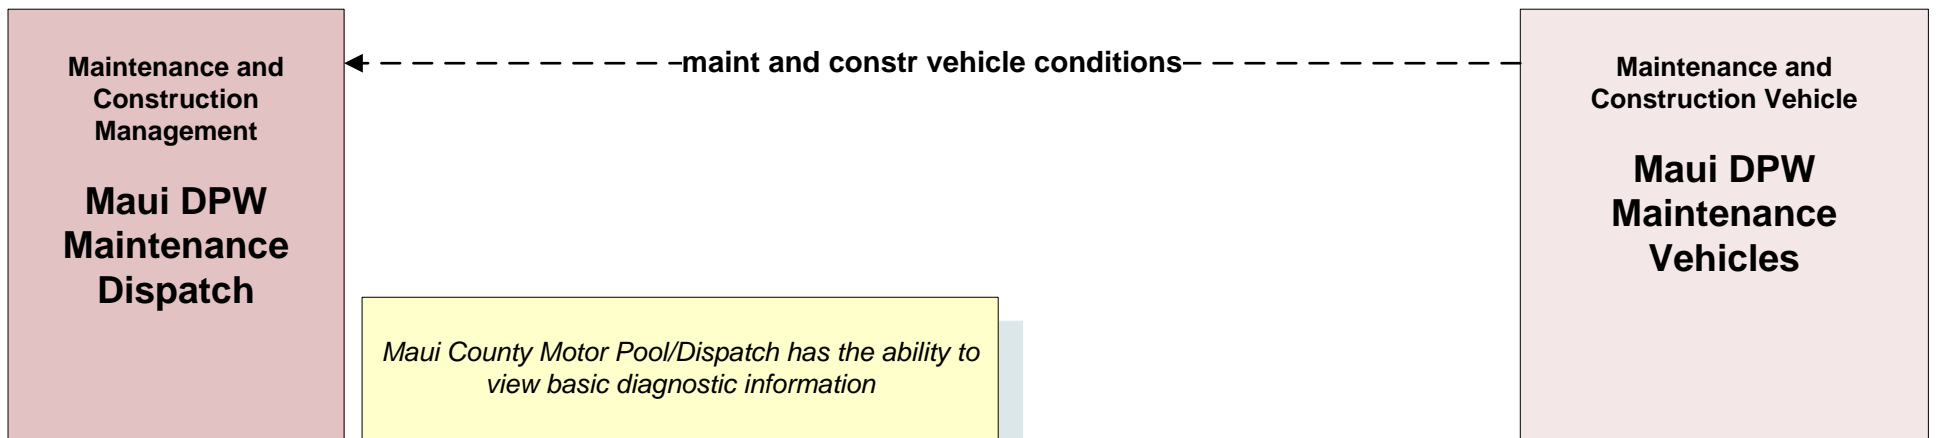 Maintenance and
Construction
Management
Maui DPW
Maintenance
Dispatch
maint and constr vehicle conditions
Maintenance and
Construction Vehicle
Maui DPW
Maintenance
Vehicles
Maui County Motor Pool/Dispatch has the ability to
view basic diagnostic information